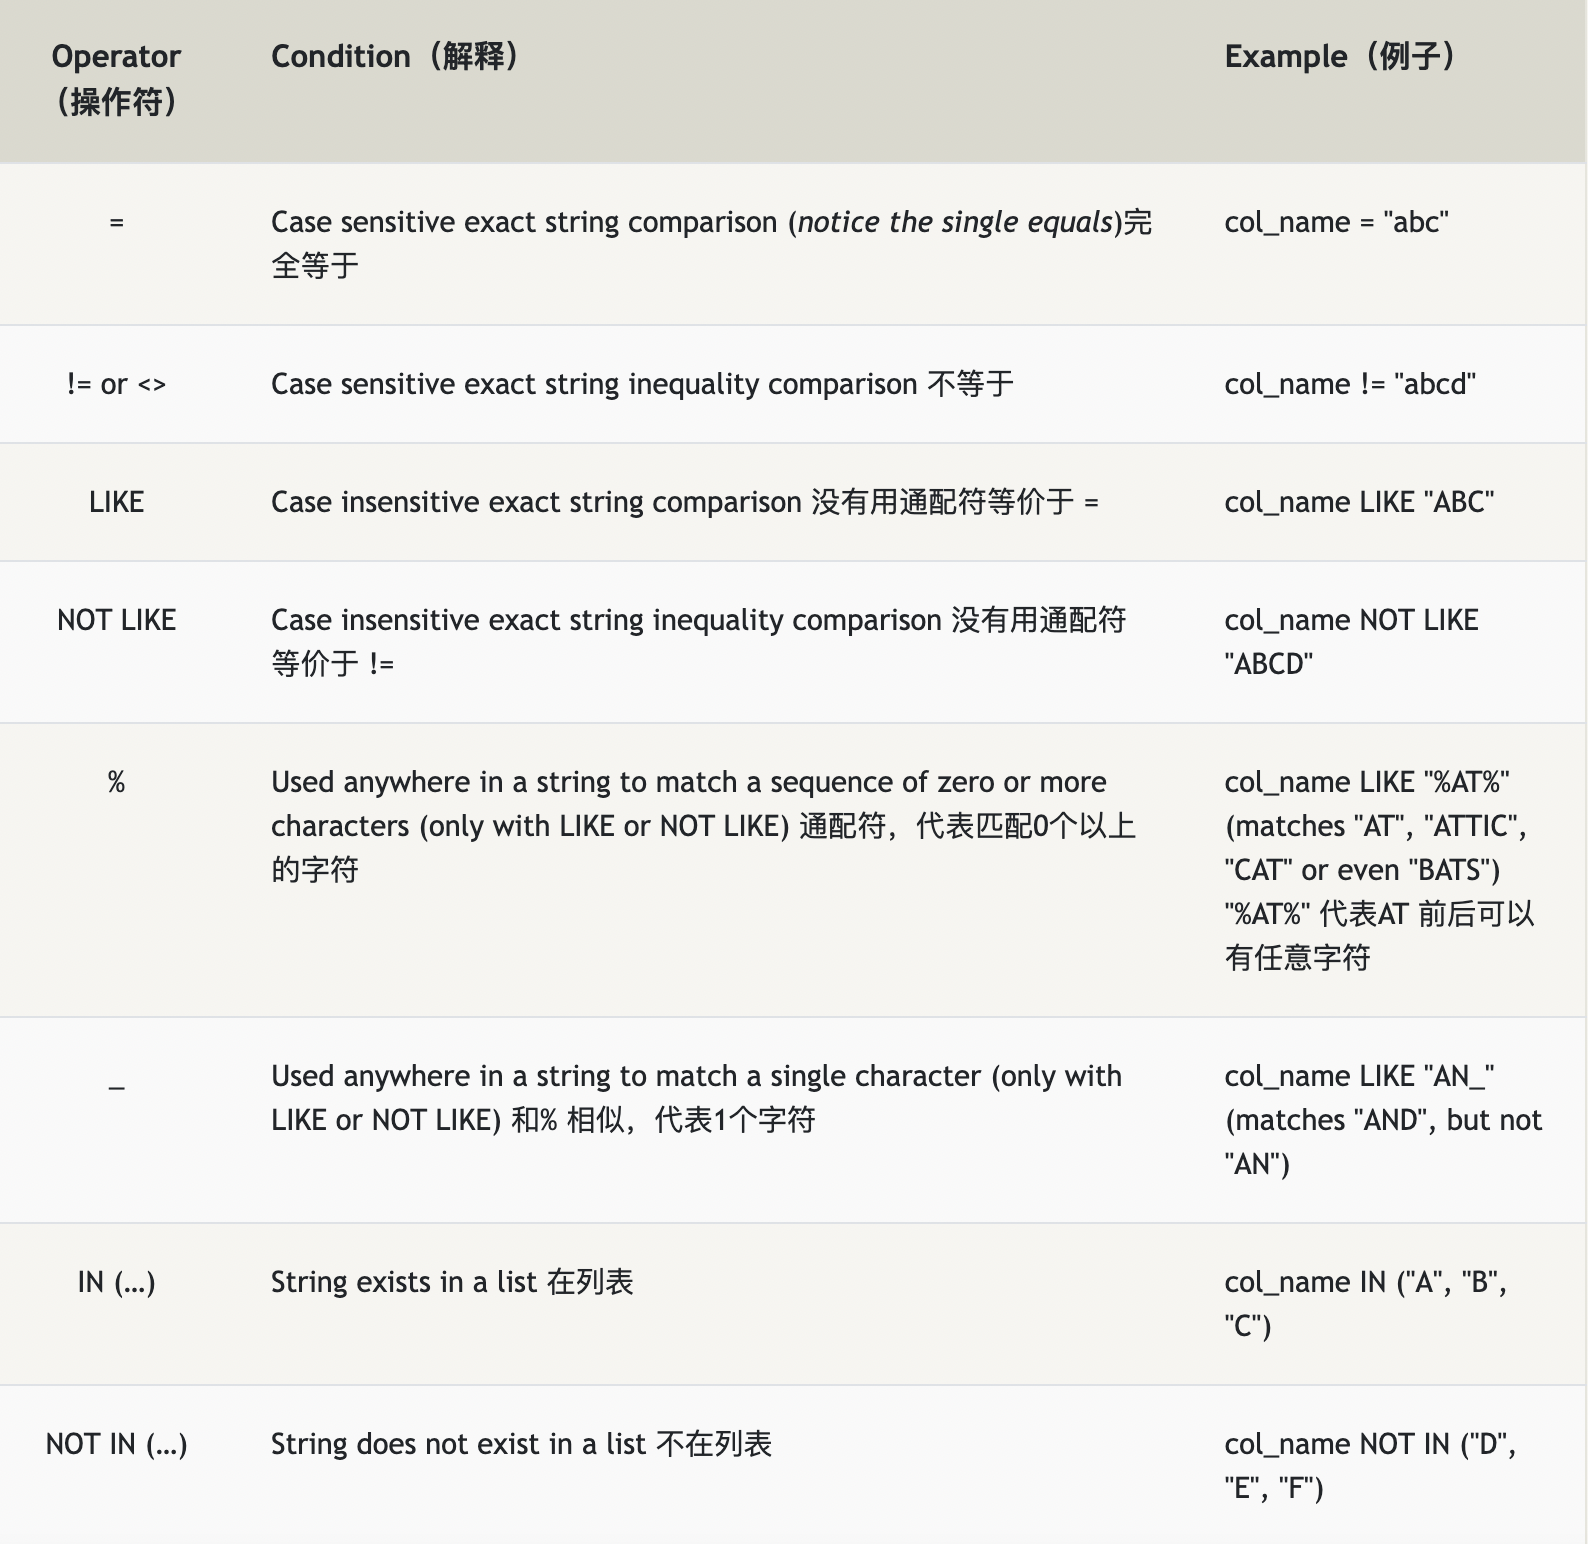 Operator
（操作符）
Condition（解释）
Example（例子）
=
Case sensitive exact string comparison (notice the single equals)完
全等于
col_name = "abc"
!= or <>
Case sensitive exact string inequality comparison 不等于
col_name != "abcd"
LIKE
Case insensitive exact string comparison 没有用通配符等价于 =
col_name LIKE "ABC"
NOT LIKE
Case insensitive exact string inequality comparison 没有用通配符
等价于 !=
col_name NOT LIKE
"ABCD"
%
Used anywhere in a string to match a sequence of zero or more
characters (only with LIKE or NOT LIKE) 通配符，代表匹配0个以上
的字符
col_name LIKE "%AT%"
(matches "AT", "ATTIC",
"CAT" or even "BATS")
"%AT%" 代表AT 前后可以
有任意字符
_
Used anywhere in a string to match a single character (only with
LIKE or NOT LIKE) 和% 相似，代表1个字符
col_name LIKE "AN_"
(matches "AND", but not
"AN")
IN (…)
String exists in a list 在列表
col_name IN ("A", "B",
"C")
NOT IN (…)
String does not exist in a list 不在列表
col_name NOT IN ("D",
"E", "F")